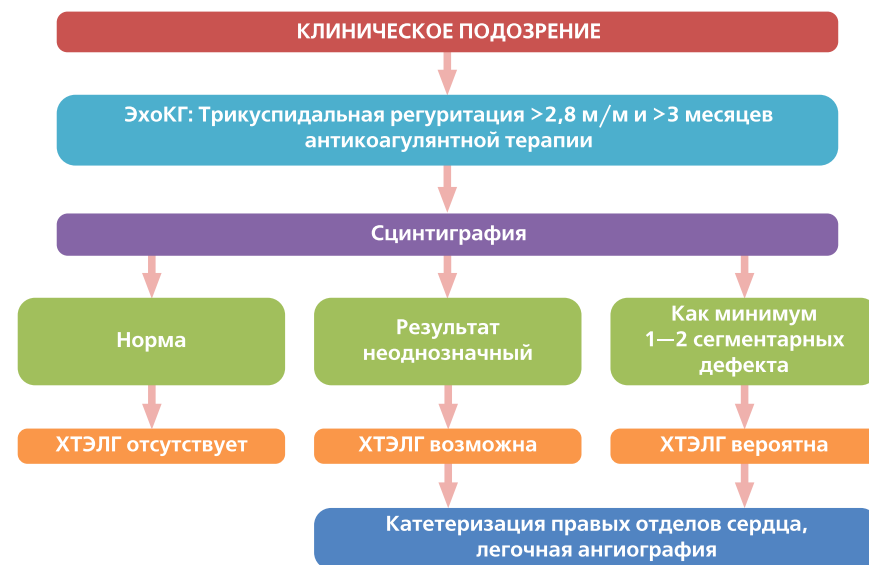 КЛИНИЧЕСКОЕ ПОДОЗРЕНИЕ
ЭхоКГ: Трикуспидальная регуритация >2,8 м/м и >3 месяцев
антикоагулянтной терапии
Сцинтиграфия
Норма
Результат
неоднозначный
Как минимум
1—2 сегментарных
дефекта
ХТЭЛГ отсутствует
ХТЭЛГ возможна
ХТЭЛГ вероятна
Катетеризация правых отделов сердца,
легочная ангиография